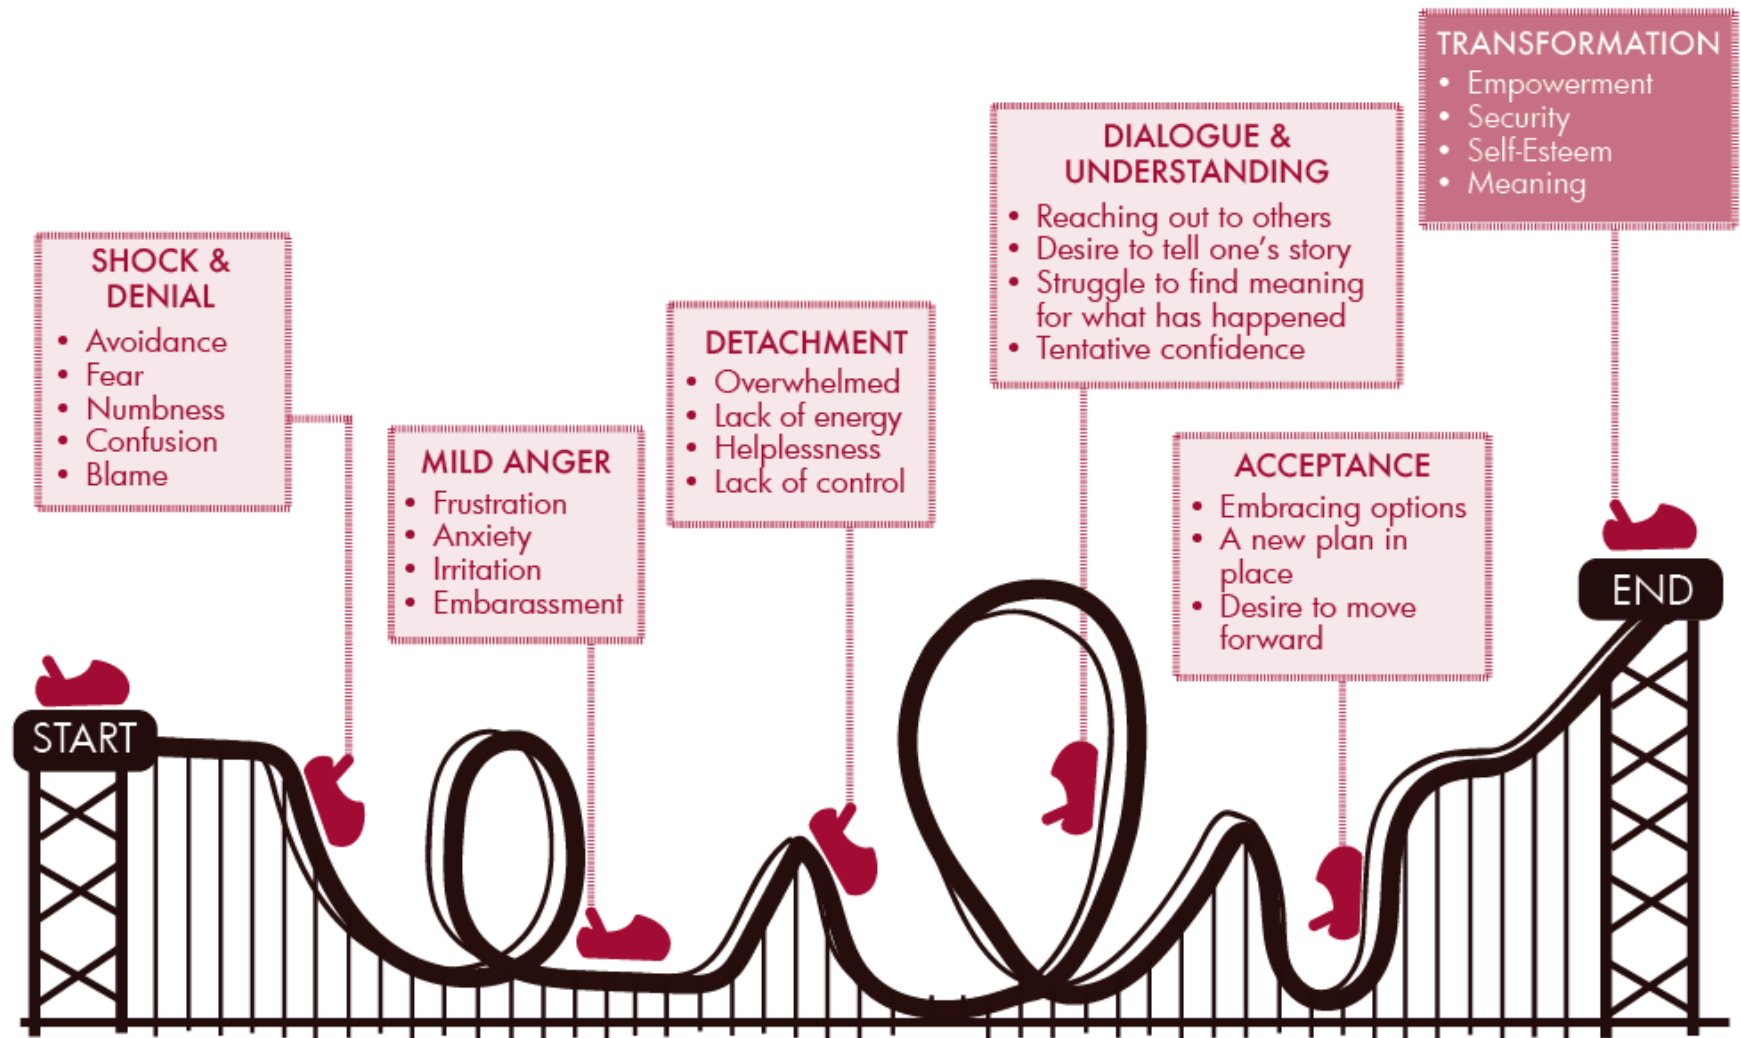 SHOCK &
DENIAL
• Avoidance
• Fear
• Numbness
• Confusion
• Blame
MILD ANGER
• Frustration
• Anxiety
• Irritation
• Embarassment
DETACHMENT
• Overwhelmed
• Lack of energy
• Helplessness
• Lack of control
DIALOGUE &
UNDERSTANDING
• Reaching out to others
• Desire to tell one's story
• Struggle to find meaning
for what has happened
• Tentative confidence
ACCEPTANCE
• Embracing options
• A new plan in
place
• Desire to move
forward
TRANSFORMATION
• Empowerment
• Security
• Self-Esteem
• Meaning
START
END